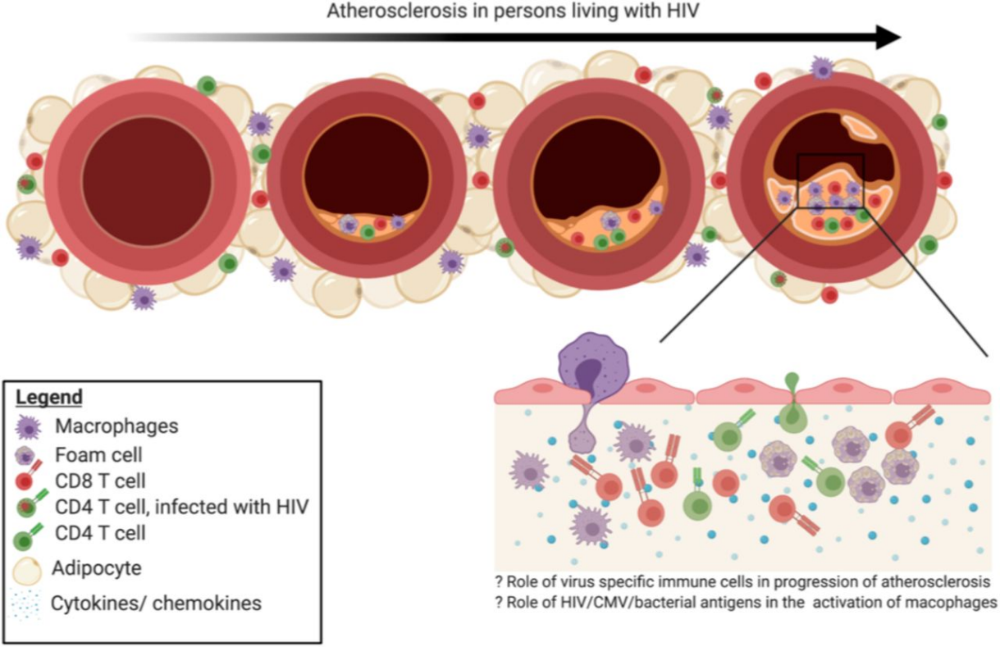 Atherosclerosis in persons living with HIV
Legend
Macrophages
Foam cell
CD8 T cell
CD4 T cell, infected with HIV
CD4 T cell
Adipocyte
Cytokines/ chemokines
? Role of virus specific immune cells in progression of atherosclerosis
? Role of HIV/CMV/bacterial antigens in the activation of macophages